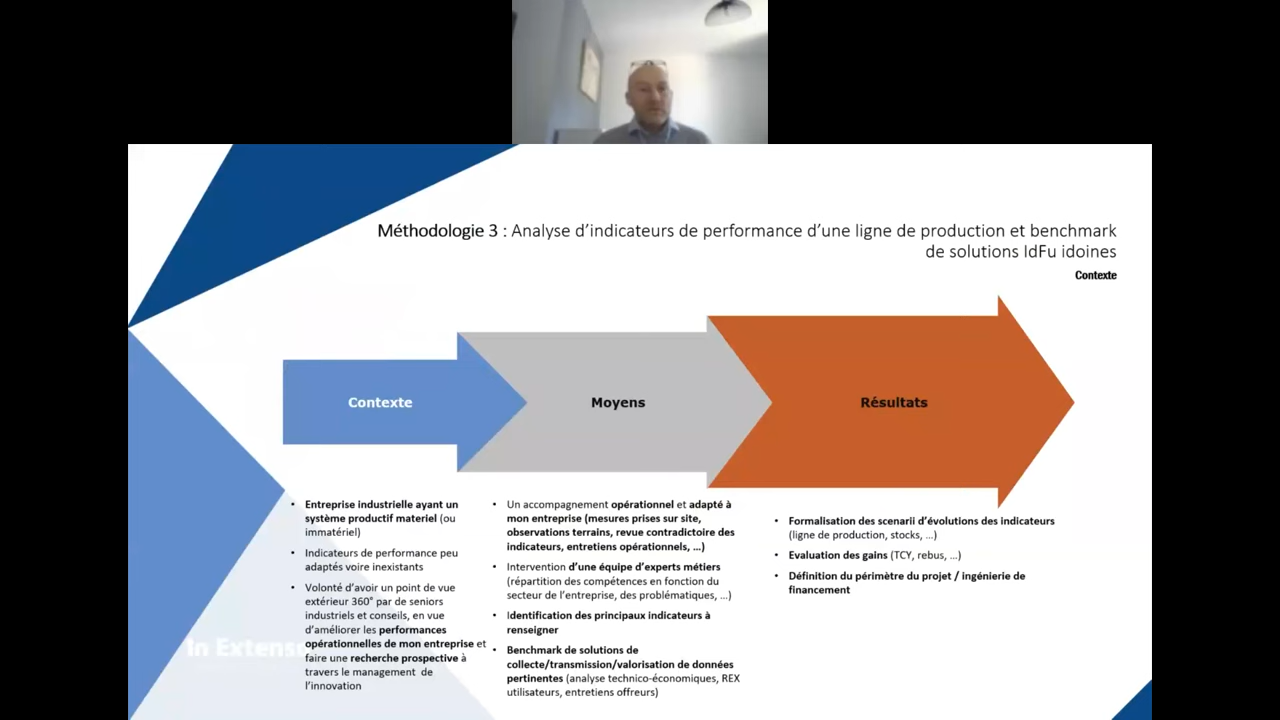 Méthodologie 3 : Analyse d’indicateurs de performance d’une ligne de production et benchmark
de solutions IdFu idoines
Contexte
Contexte
Moyens
Résultats
• Entreprise industrielle ayant un
système productif materiel (ou
immatériel)
• Indicateurs de performance peu
adaptés voire inexistants
• Volonté d’avoir un point de vue
extérieur 360° par de seniors
industriels et conseils, en vue
d’améliorer les performances
opérationnelles de mon entreprise et
faire une recherche prospective à
travers le management de
l’innovation
In Extens
• Un accompagnement opérationnel et adapté à
mon entreprise (mesures prises sur site,
observations terrains, revue contradictoire des
indicateurs, entretiens opérationnels, …)
• Intervention d’une équipe d’experts métiers
(répartition des compétences en fonction du
secteur de l’entreprise, des problématiques, …)
• Identification des principaux indicateurs à
renseigner
• Benchmark de solutions de
collecte/transmission/valorisation de données
pertinentes (analyse technico-économiques, REX
utilisateurs, entretiens offreurs)
• Formalisation des scenarii d’évolutions des indicateurs
(ligne de production, stocks, …)
• Evaluation des gains (TCY, rebus, …)
• Définition du périmètre du projet / ingénierie de
financement